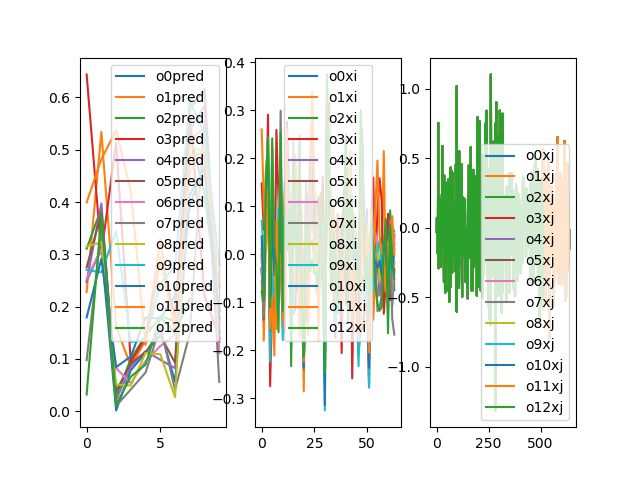 0.6
0.5
0.4
0.3
0.2
0.1
0.0
0
5
o0pred
o1pred
o2pred
o3pred
o4pred
o5pred
o6pred
o7pred
o8pred
o9pred
o10pred
o11pred
o12pred
0.4
0.3
0.2
0.1
0.0
−0.1
−0.2
−0.3
0
25
50
o0xi
o1xi
o2xi
o3xi
o4xi
o5xi
o6xi
o7xi
o8xi
o9xi
o10xi
o11xi
o12xi
1.0
0.5
0.0
−0.5
−1.0
0
250
500
o0xj
o1xj
o2xj
o3xj
o4xj
o5xj
o6xj
o7xj
o8xj
o9xj
o10xj
o11xj
o12xj